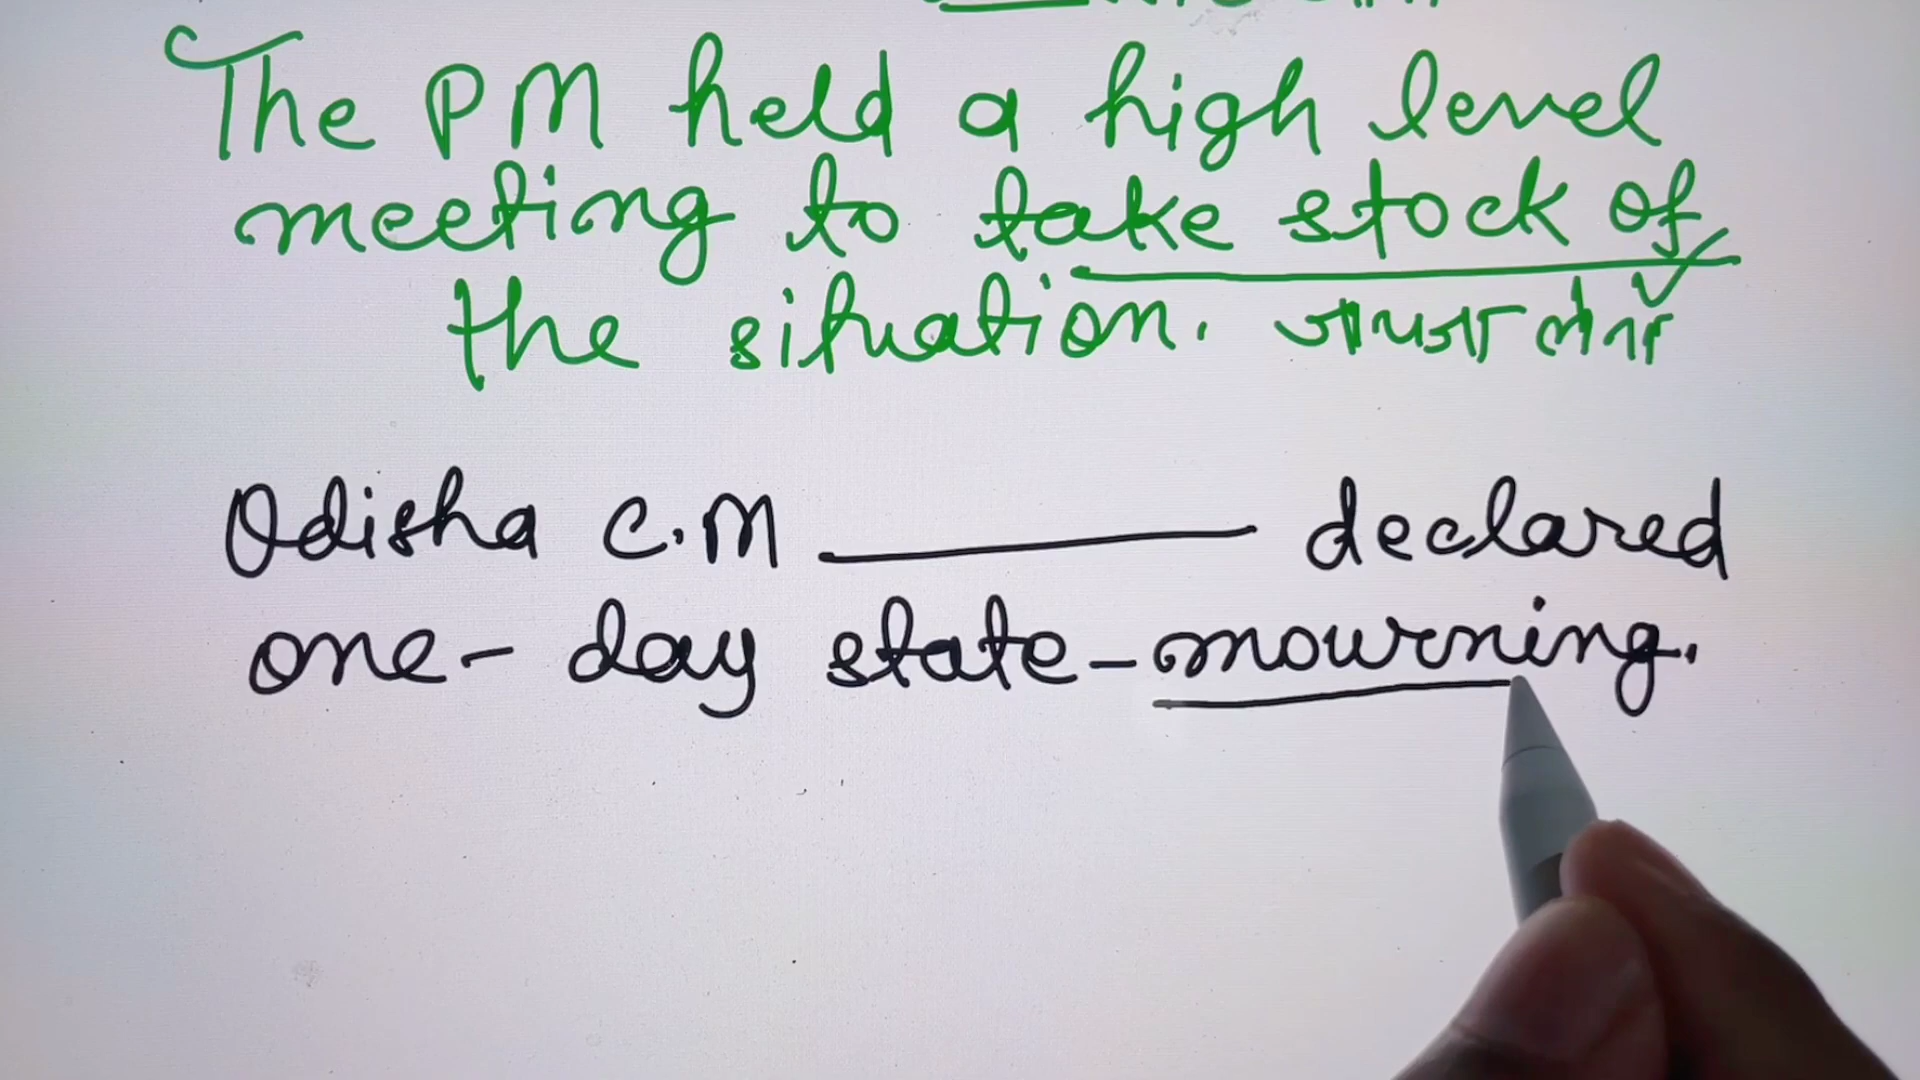 The PM held a high level
meeting to take stock of
the situation. जायजा लेना
Odisha C.M ______ declared
one-day state-mourning.